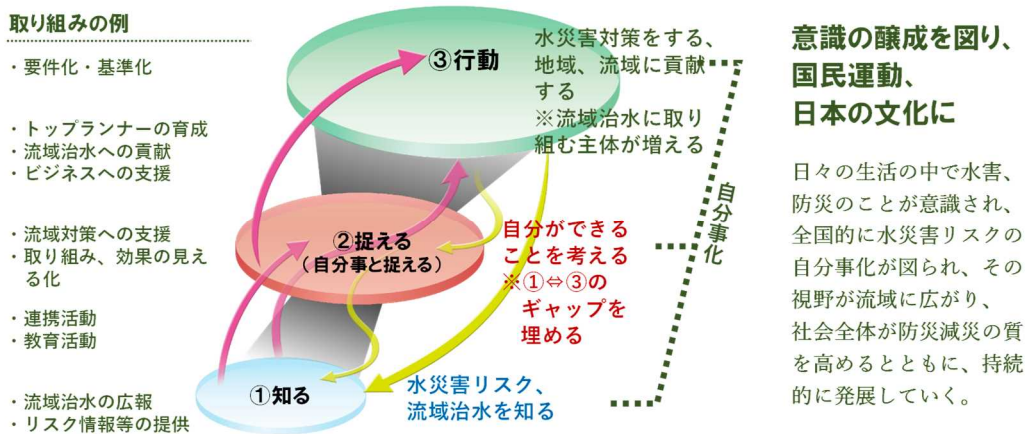 取り組みの例
・要件化・基準化
・トップランナーの育成
・流域治水への貢献
・ビジネスへの支援
・流域対策への支援
・取り組み、効果の見え
る化
・連携活動
・教育活動
・流域治水の広報
・リスク情報等の提供
③行動
水災害対策をする、
地域、流域に貢献
する
※流域治水に取り
組む主体が増える
②捉える
（自分事と捉える）
自分ができる
ことを考える
※①⇔③の
ギャップを
埋める
①知る
水災害リスク、
流域治水を知る
自分事化
意識の醸成を図り、
国民運動、
日本の文化に
日々の生活の中で水害、
防災のことが意識され、
全国的に水災害リスクの
自分事化が図られ、その
視野が流域に広がり、
社会全体が防災減災の質
を高めるとともに、持続
的に発展していく。